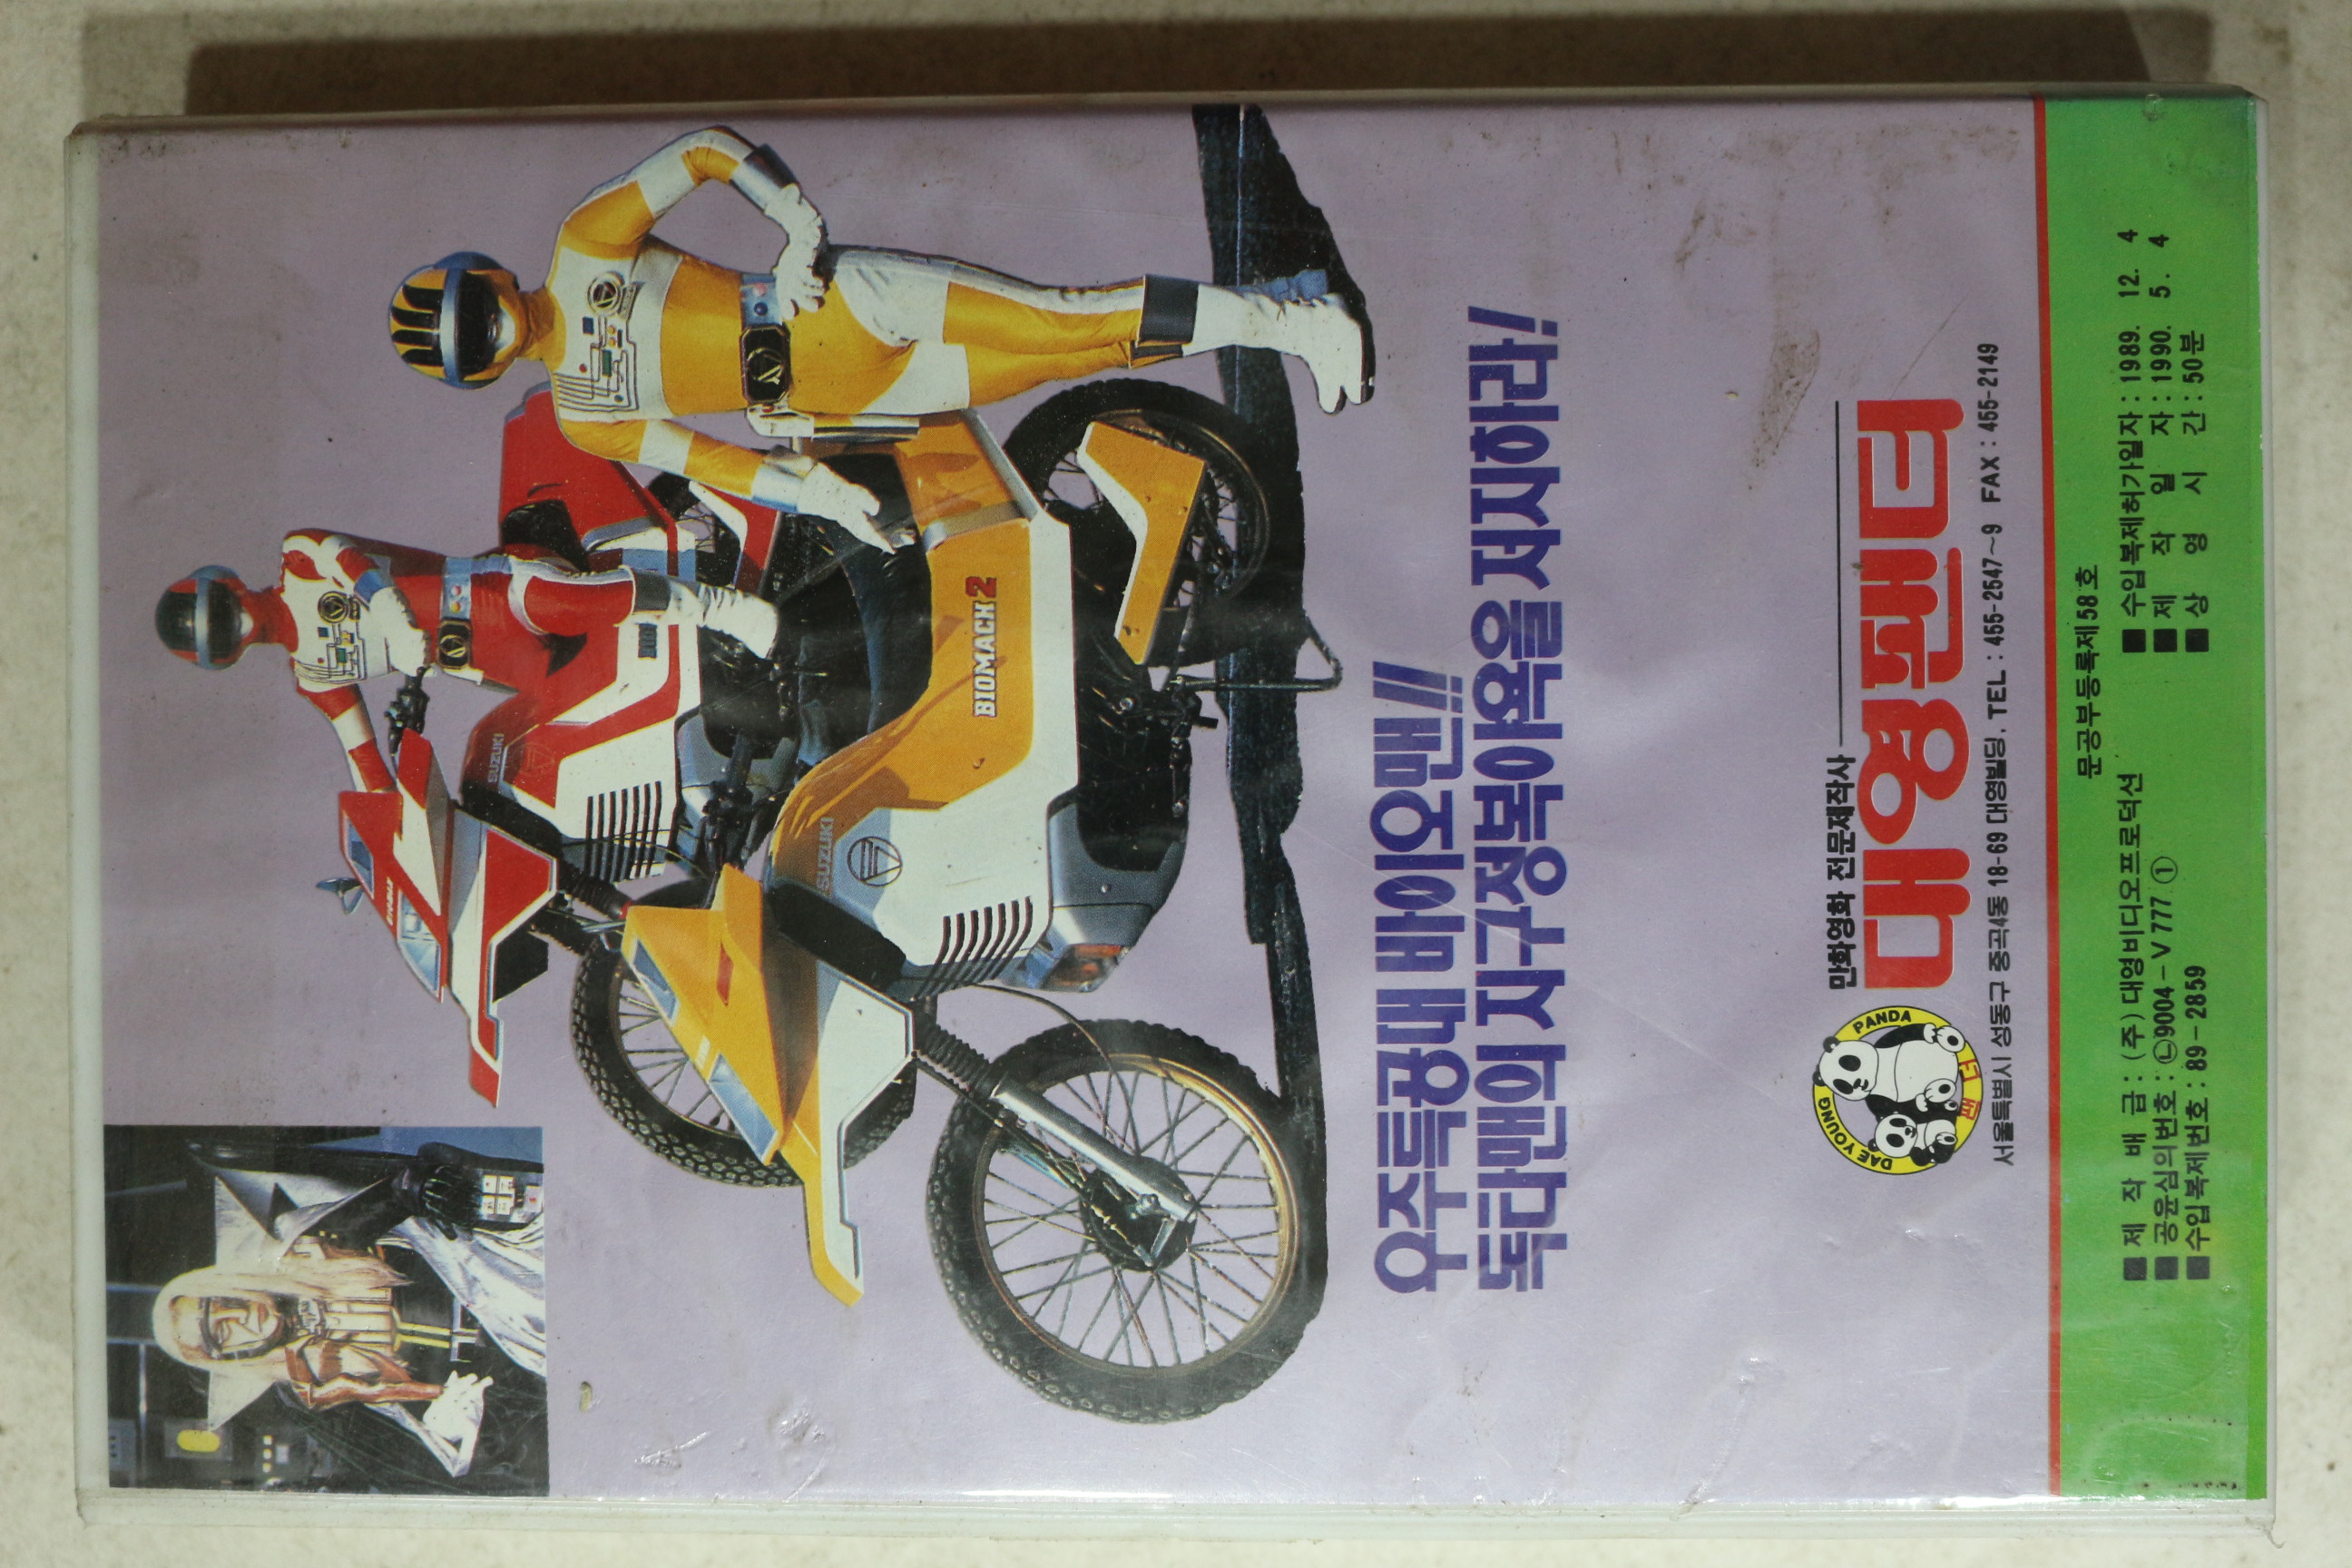 SUZUKI
SUZUKI
BIOMACH 2
우주특공대 바이오맨!!
독다맨의 지구정복야욕을 저지하라!
만화영화 전문제작사
대영팬더
DAE YOUNG PANDA
팬더
서울특별시 성동구 중곡4동 18-69 대영빌딩, TEL : 455-2547~9 FAX : 455-2149
문공부등록제58호
■ 제 작 배 급 : (주) 대영비디오프로덕션
■ 공윤심의번호 : Ⓛ9004-V777 ①
■ 수입복제번호 : 89-2859
■ 수입복제허가일자 : 1989. 12. 4
■ 제 작 일 자 : 1990. 5. 4
■ 상 영 시 간 : 50분